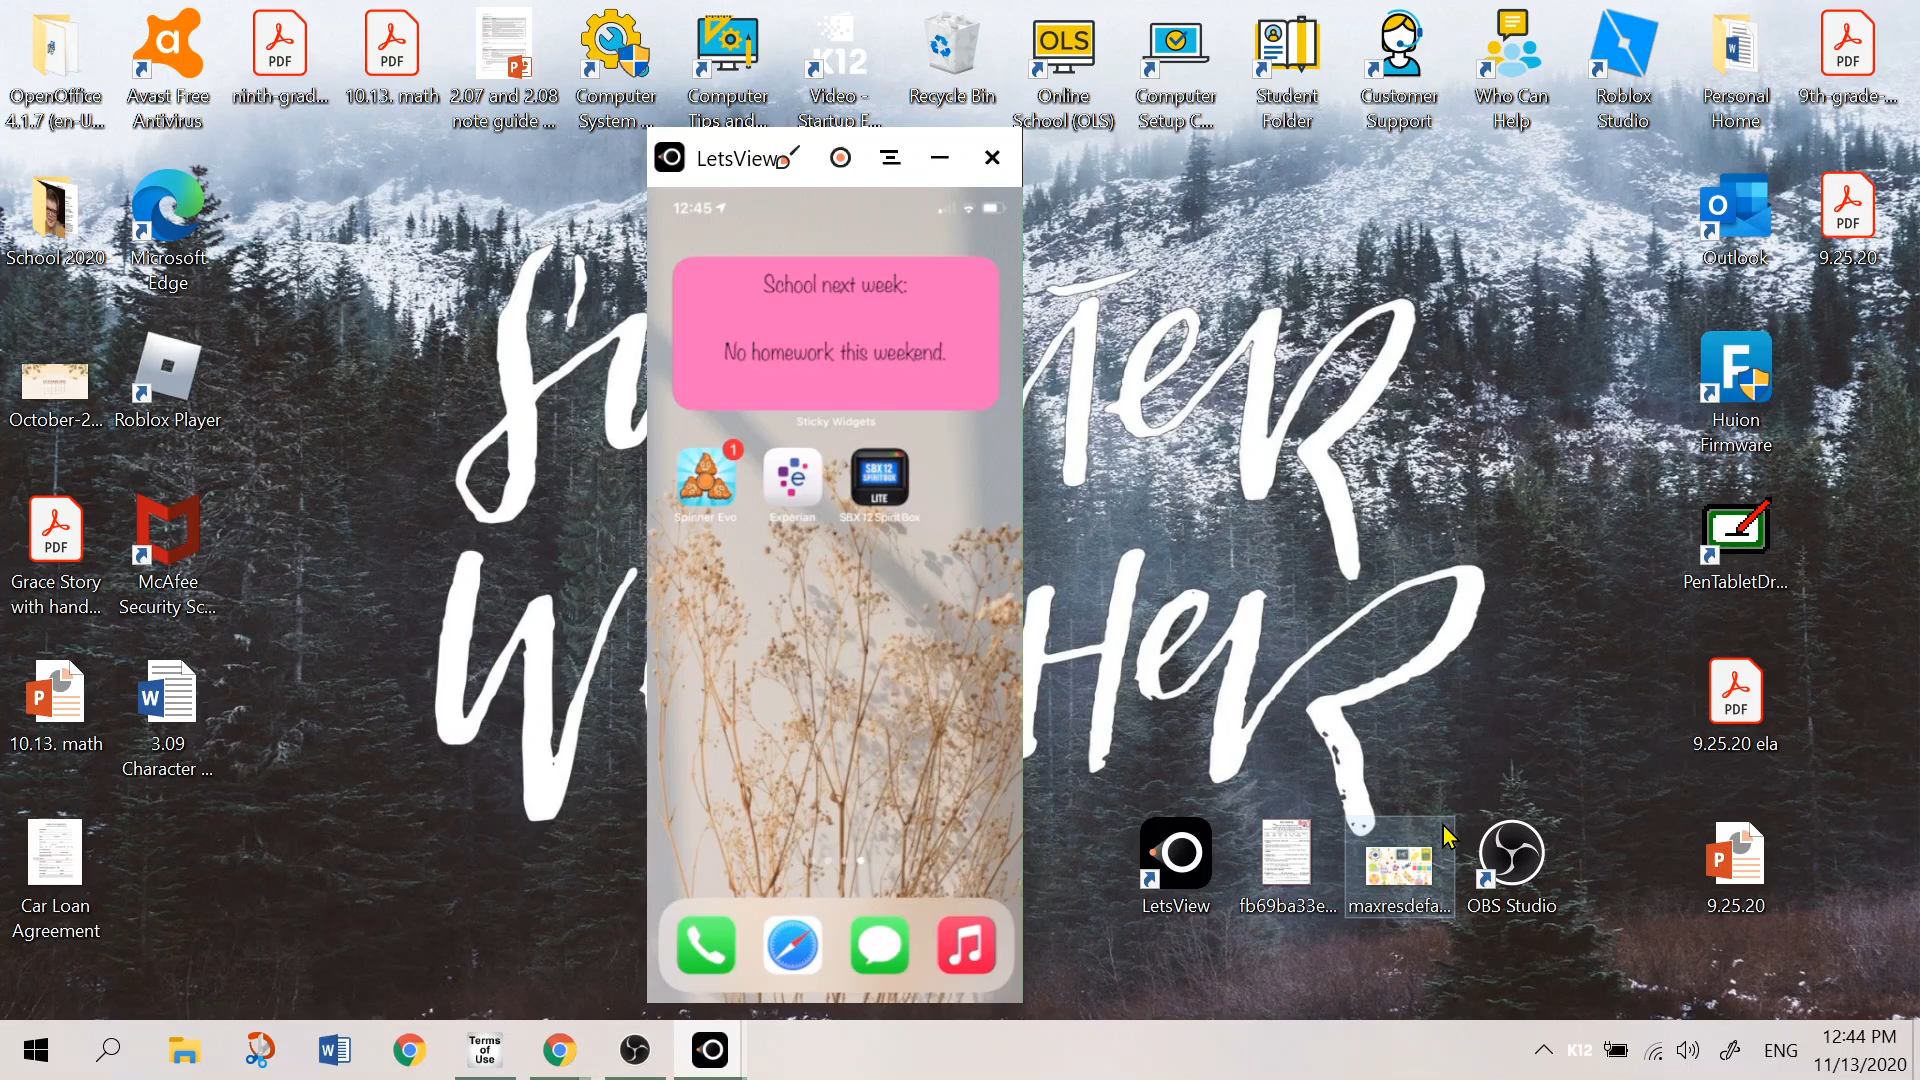 OpenOffice
4.1.7 (en-U...
Avast Free
Antivirus
PDF
ninth-grad...
PDF
10.13. math
2.07 and 2.08
note guide ...
Computer
System ...
Computer
Tips and...
K12
Video -
Startup E...
Recycle Bin
OLS
Online
School (OLS)
Computer
Setup C...
Student
Folder
Customer
Support
Who Can
Help
Roblox
Studio
Personal
Home
PDF
9th-grade-...
School 2020
Microsoft
Edge
Outlook
PDF
9.25.20
October-2...
Roblox Player
Huion
Firmware
PDF
Grace Story
with hand...
McAfee
Security Sc...
PenTabletDr...
10.13. math
3.09
Character ...
PDF
9.25.20 ela
Car Loan
Agreement
LetsView
fb69ba33e...
maxresdefa...
OBS Studio
9.25.20
LetsView
12:45
School next week:
No homework this weekend.
Sticky Widgets
1
SBX 12
SPIRIT BOX
LITE
Spinner Evo
Experian
SBX 12 Spirit Box
Terms
of
Use
K12
ENG
12:44 PM
11/13/2020